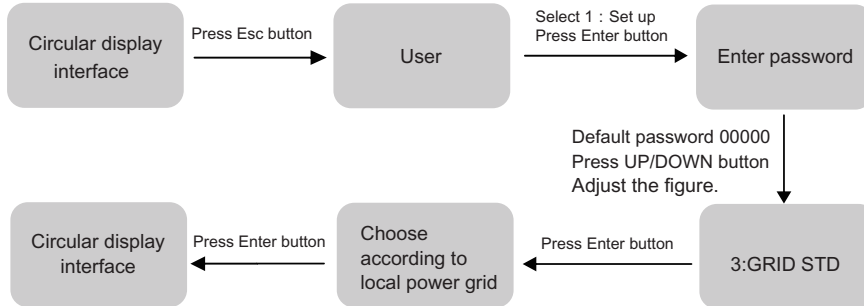 Circular display
interface
Press Esc button
User
Select 1 : Set up
Press Enter button
Enter password
Default password 00000
Press UP/DOWN button
Adjust the figure.
3:GRID STD
Press Enter button
Choose
according to
local power grid
Press Enter button
Circular display
interface